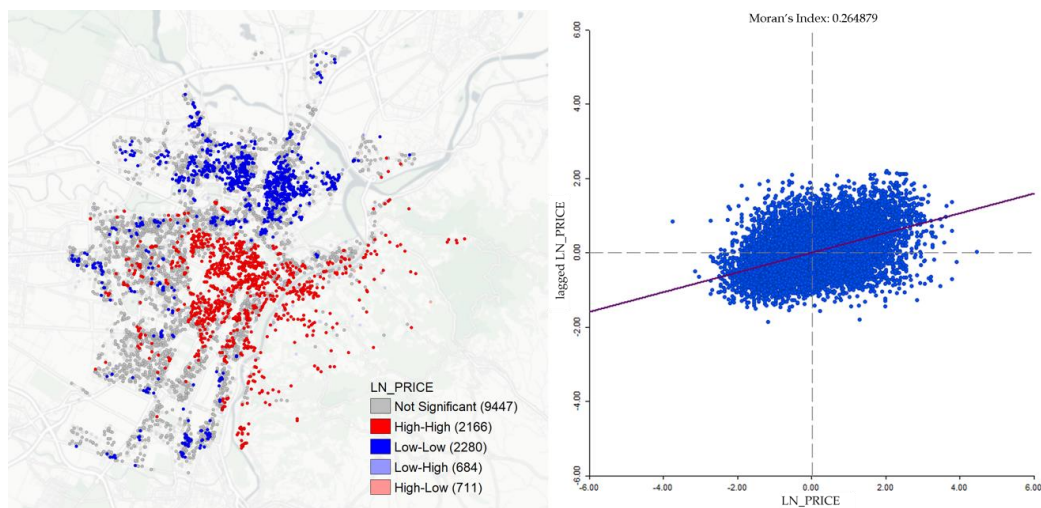 LN_PRICE
Not Significant (9447)
High-High (2166)
Low-Low (2280)
Low-High (684)
High-Low (711)
Moran's Index: 0.264879
6.00
4.00
2.00
0.00
-2.00
-4.00
-6.00
lagged LN_PRICE
-6.00 -4.00 -2.00 0.00 2.00 4.00 6.00
LN_PRICE